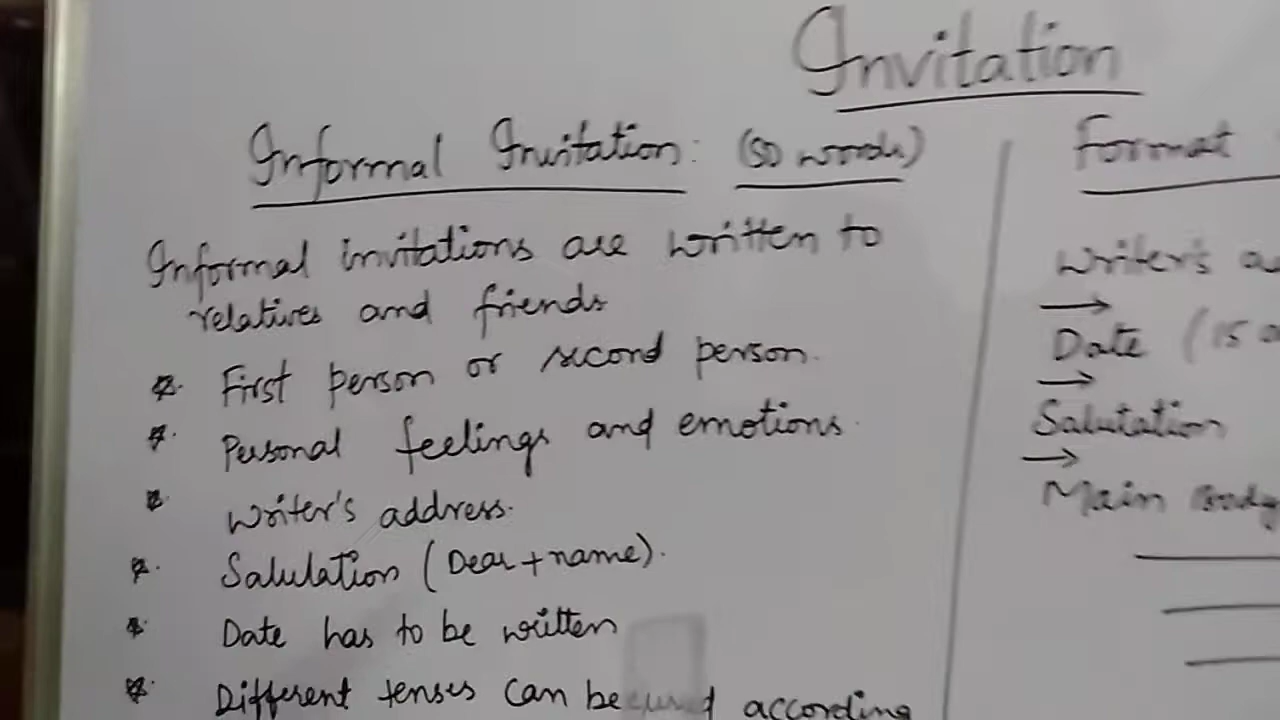 Invitation
Informal Invitation: (50 words)
Informal invitations are written to
relatives and friends
* First person or second person.
* Personal feelings and emotions.
* Writer's address.
* Salutation (Dear + name).
* Date has to be written
* Different tenses can be used according
Format
Writer's
→
Date (15
→
Salutation
→
Main Body